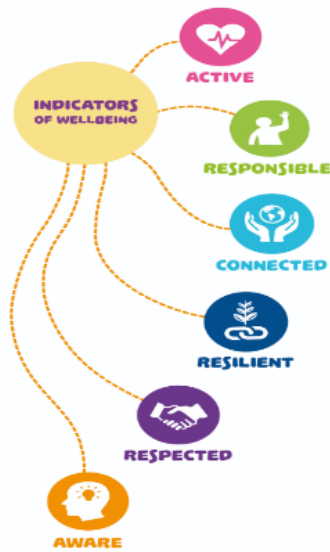 INDICATORS
OF WELLBEING
ACTIVE
RESPONSIBLE
CONNECTED
RESILIENT
RESPECTED
AWARE